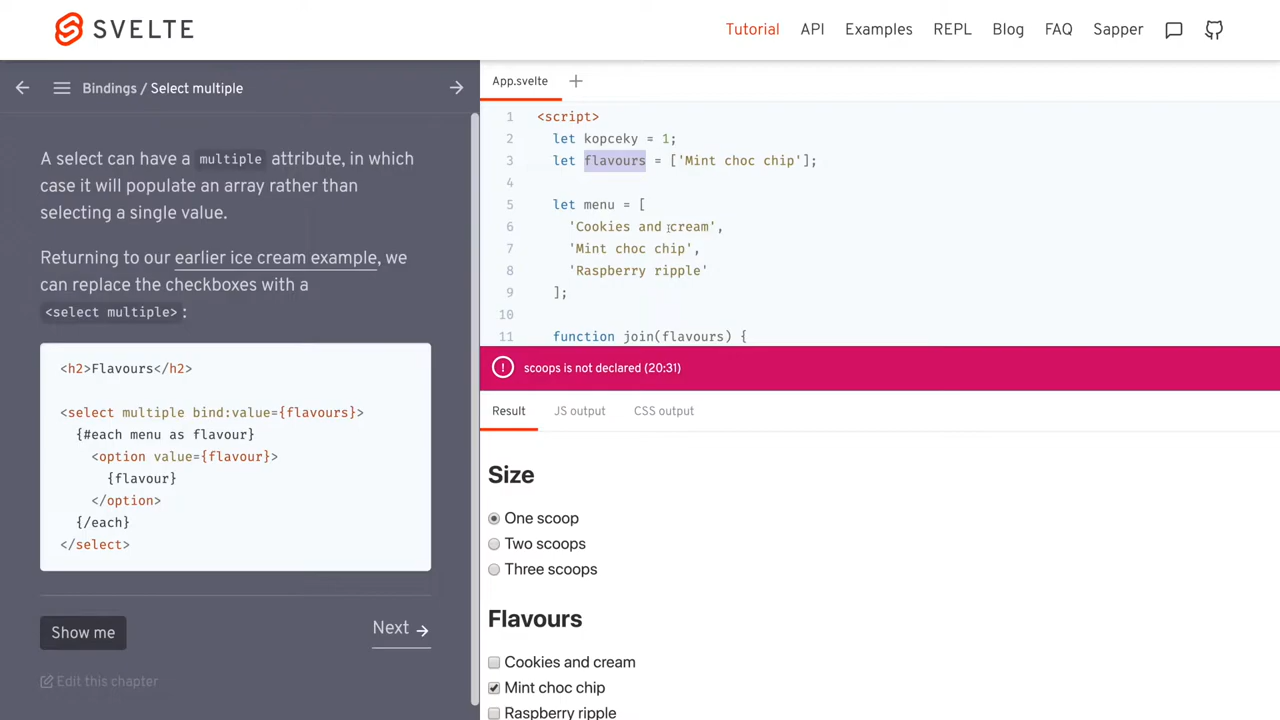 SVELTE
Tutorial API Examples REPL Blog FAQ Sapper
Bindings / Select multiple
A select can have a multiple attribute, in which
case it will populate an array rather than
selecting a single value.
Returning to our earlier ice cream example, we
can replace the checkboxes with a
<select multiple> :
<h2>Flavours</h2>
<select multiple bind:value={flavours}>
{#each menu as flavour}
<option value={flavour}>
{flavour}
</option>
{/each}
</select>
Show me
Next
Edit this chapter
App.svelte
1 <script>
2 let kopceky = 1;
3 let flavours = ['Mint choc chip'];
4
5 let menu = [
6 'Cookies and cream',
7 'Mint choc chip',
8 'Raspberry ripple'
9 ];
10
11 function join(flavours) {
scoops is not declared (20:31)
Result JS output CSS output
Size
One scoop
Two scoops
Three scoops
Flavours
Cookies and cream
Mint choc chip
Raspberry ripple